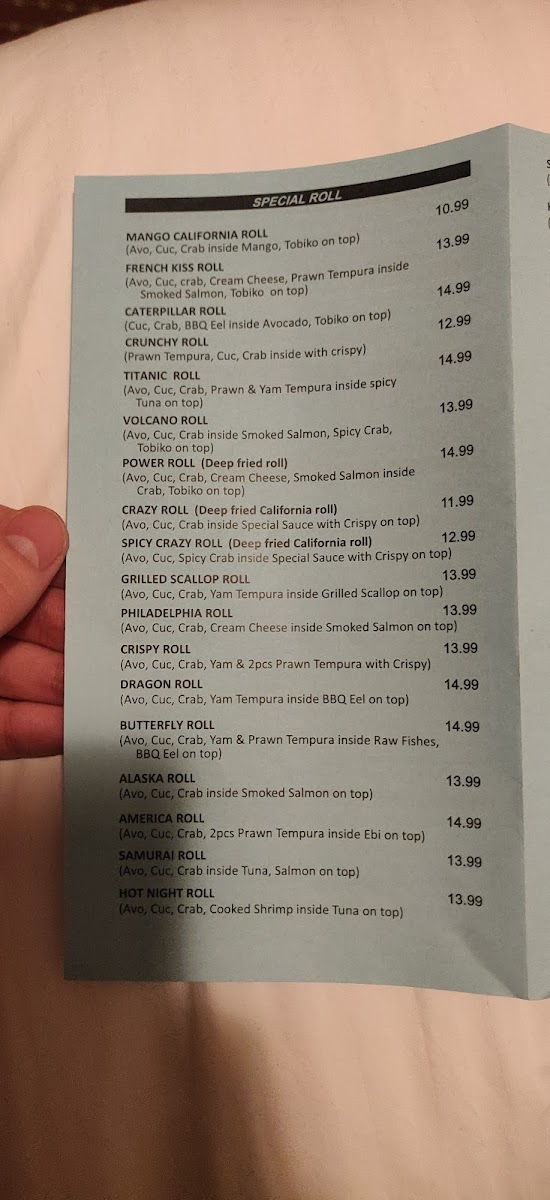 SPECIAL ROLL
MANGO CALIFORNIA ROLL 10.99
(Avo, Cuc, Crab inside Mango, Tobiko on top)
FRENCH KISS ROLL 13.99
(Avo, Cuc, crab, Cream Cheese, Prawn Tempura inside
Smoked Salmon, Tobiko on top)
CATERPILLAR ROLL 14.99
(Cuc, Crab, BBQ Eel inside Avocado, Tobiko on top)
CRUNCHY ROLL 12.99
(Prawn Tempura, Cuc, Crab inside with crispy)
TITANIC ROLL 14.99
(Avo, Cuc, Crab, Prawn & Yam Tempura inside spicy
Tuna on top)
VOLCANO ROLL 13.99
(Avo, Cuc, Crab inside Smoked Salmon, Spicy Crab,
Tobiko on top)
POWER ROLL (Deep fried roll) 14.99
(Avo, Cuc, Crab, Cream Cheese, Smoked Salmon inside
Crab, Tobiko on top)
CRAZY ROLL (Deep fried California roll) 11.99
(Avo, Cuc, Crab inside Special Sauce with Crispy on top)
SPICY CRAZY ROLL (Deep fried California roll) 12.99
(Avo, Cuc, Spicy Crab inside Special Sauce with Crispy on top)
GRILLED SCALLOP ROLL 13.99
(Avo, Cuc, Crab, Yam Tempura inside Grilled Scallop on top)
PHILADELPHIA ROLL 13.99
(Avo, Cuc, Crab, Cream Cheese inside Smoked Salmon on top)
CRISPY ROLL 13.99
(Avo, Cuc, Crab, Yam & 2pcs Prawn Tempura with Crispy)
DRAGON ROLL 14.99
(Avo, Cuc, Crab, Yam Tempura inside BBQ Eel on top)
BUTTERFLY ROLL 14.99
(Avo, Cuc, Crab, Yam & Prawn Tempura inside Raw Fishes,
BBQ Eel on top)
ALASKA ROLL 13.99
(Avo, Cuc, Crab inside Smoked Salmon on top)
AMERICA ROLL 14.99
(Avo, Cuc, Crab, 2pcs Prawn Tempura inside Ebi on top)
SAMURAI ROLL 13.99
(Avo, Cuc, Crab inside Tuna, Salmon on top)
HOT NIGHT ROLL 13.99
(Avo, Cuc, Crab, Cooked Shrimp inside Tuna on top)